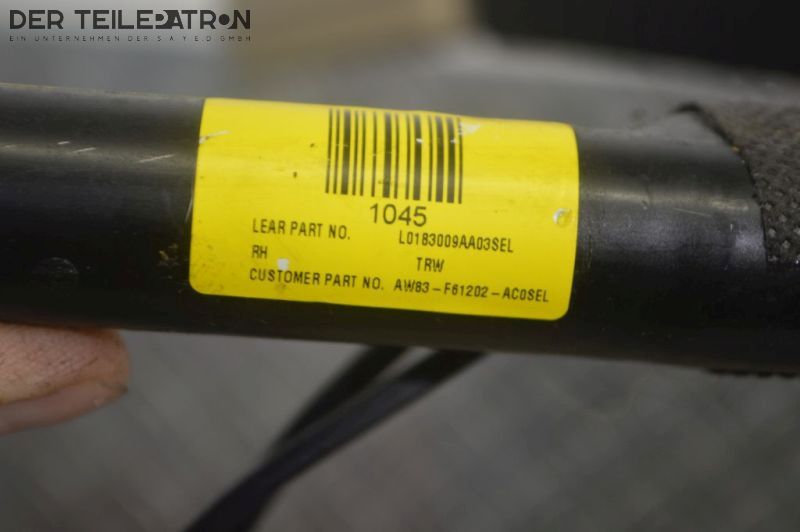 DER TEILEPATRON
EIN UNTERNEHMEN DER S A Y E D GMBH
1045
LEAR PART NO. L0183009AA03SEL
RH TRW
CUSTOMER PART NO. AW83-F61202-AC0SEL